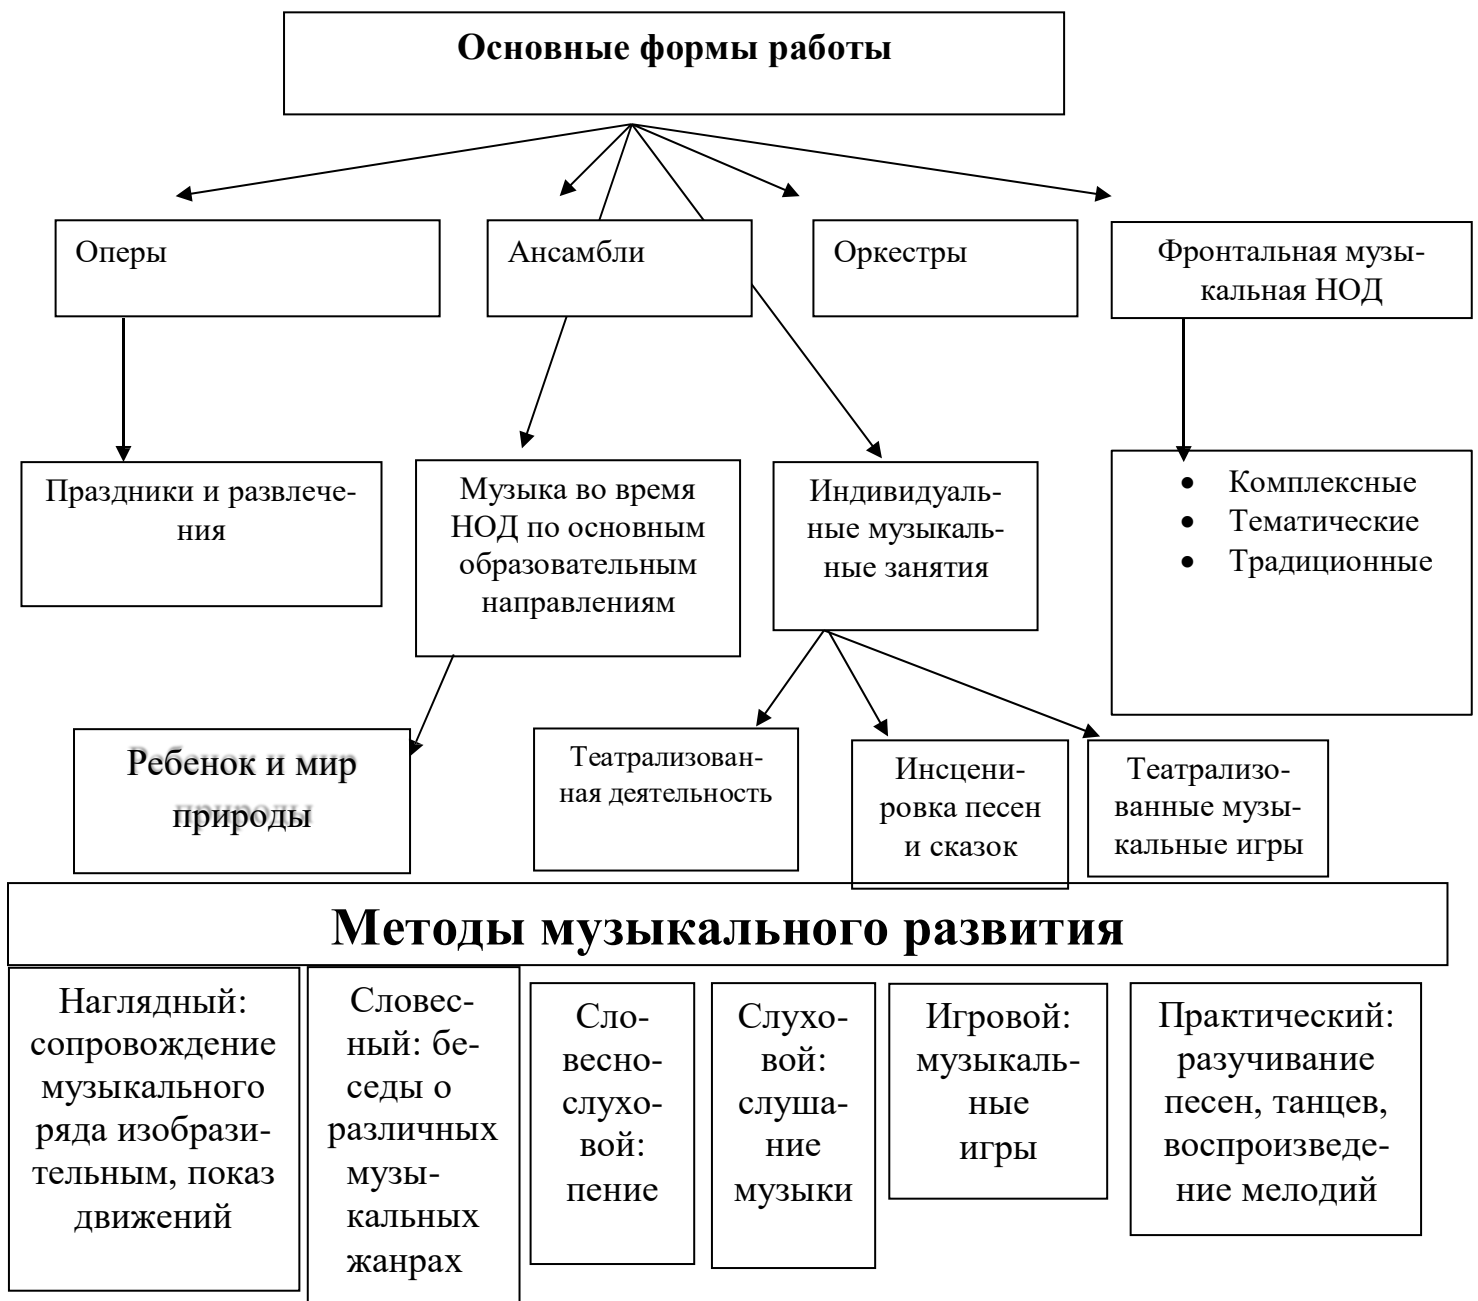 Основные формы работы
Оперы
Ансамбли
Оркестры
Фронтальная музы-
кальная НОД
Праздники и развлече-
ния
Музыка во время
НОД по основным
образовательным
направлениям
Индивидуаль-
ные музыкаль-
ные занятия
• Комплексные
• Тематические
• Традиционные
Ребенок и мир
природы
Театрализован-
ная деятельность
Инсцени-
ровка песен
и сказок
Театрализо-
ванные музы-
кальные игры
Методы музыкального развития
Наглядный:
сопровождение
музыкального
ряда изобрази-
тельным, показ
движений
Словес-
ный: бе-
седы о
различных
музы-
кальных
жанрах
Сло-
весно-
слухо-
вой:
пение
Слухо-
вой:
слуша-
ние
музыки
Игровой:
музыкаль-
ные
игры
Практический:
разучивание
песен, танцев,
воспроизведе-
ние мелодий